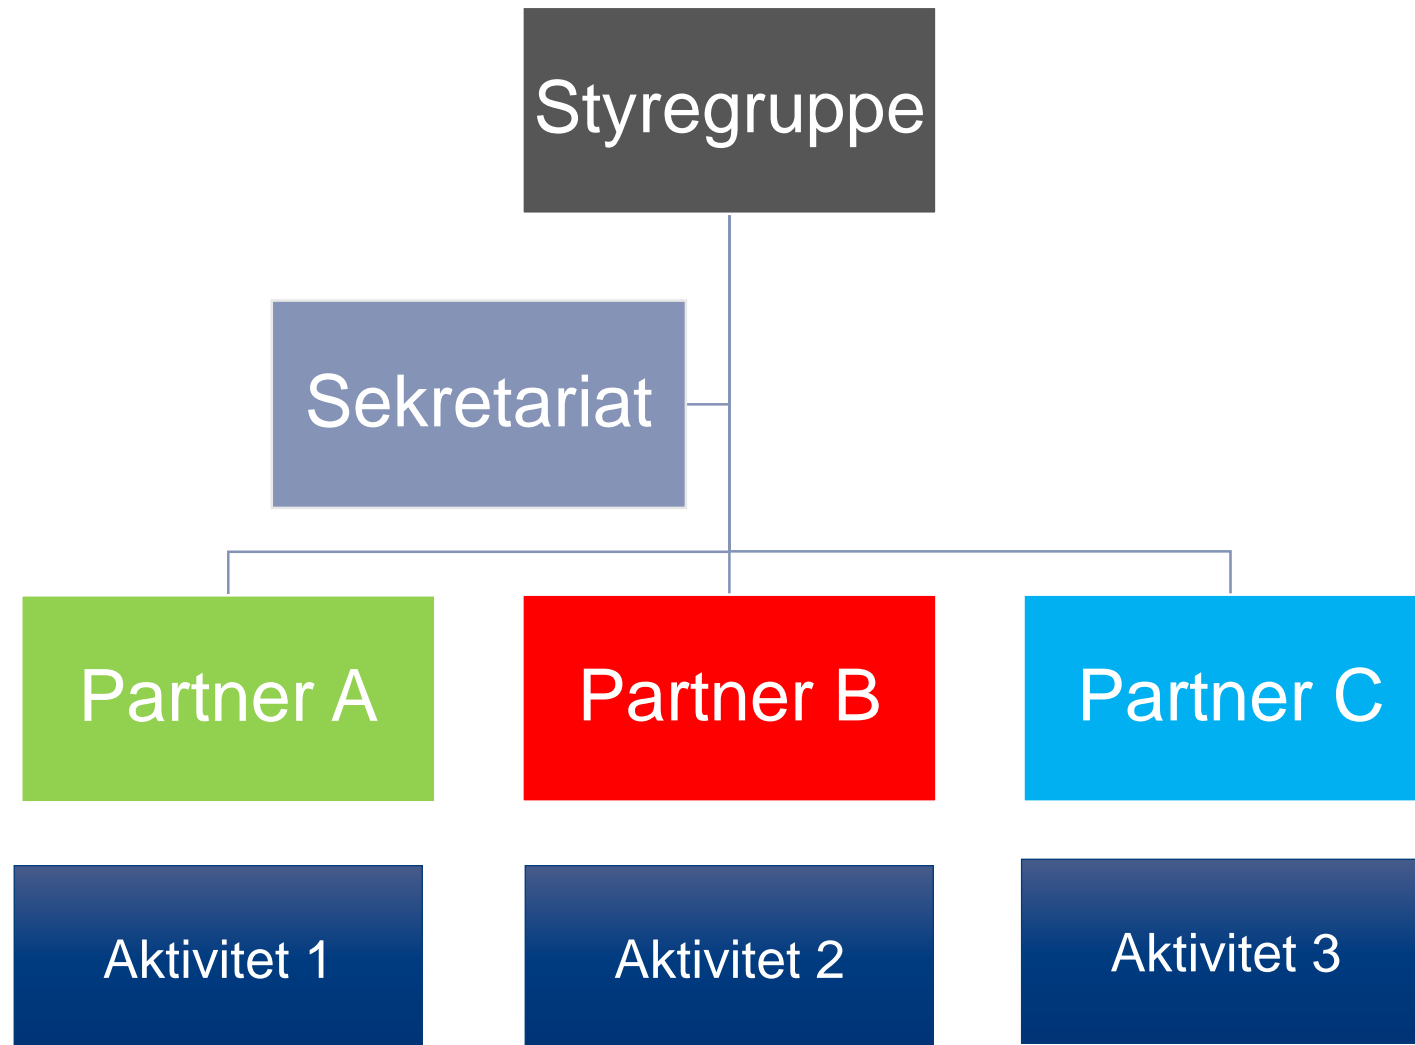 Styregruppe
Sekretariat
Partner A
Partner B
Partner C
Aktivitet 1
Aktivitet 2
Aktivitet 3